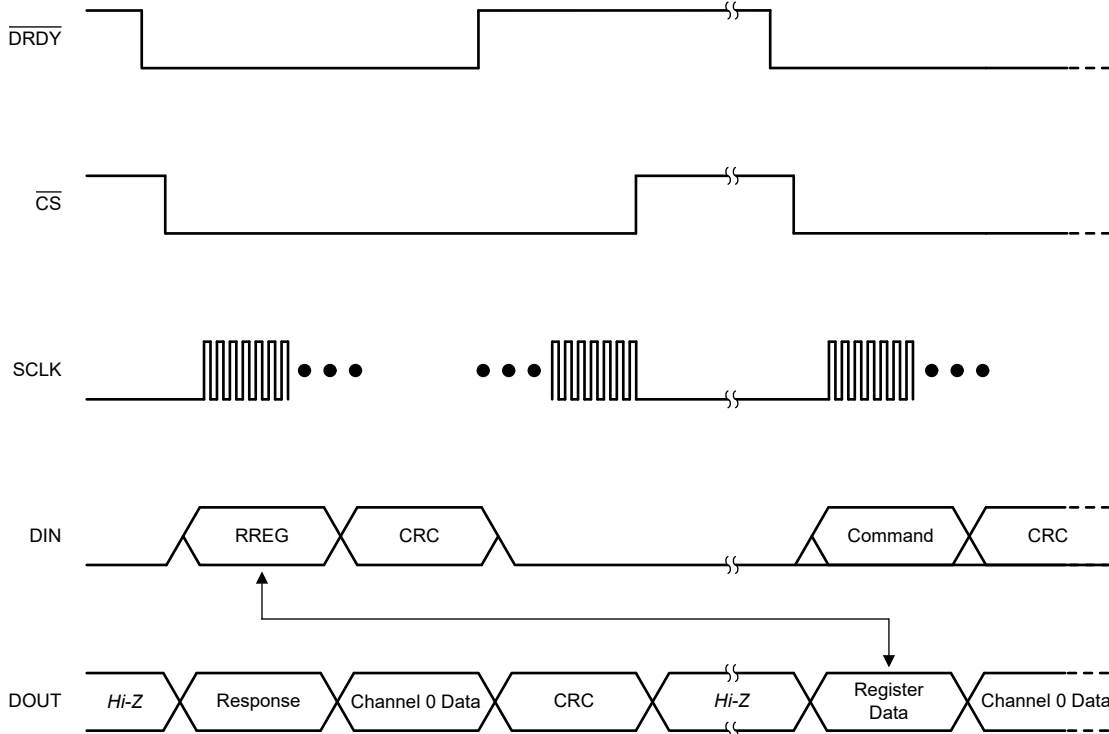 DRDY
CS
SCLK
DIN
RREG
CRC
Command
CRC
DOUT
Hi-Z
Response
Channel 0 Data
CRC
Hi-Z
Register
Data
Channel 0 Data